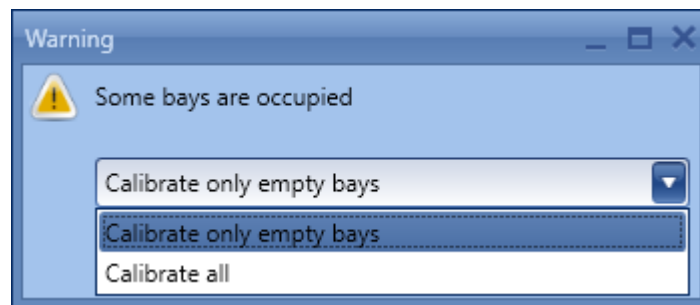 Warning
Some bays are occupied
Calibrate only empty bays
Calibrate only empty bays
Calibrate all